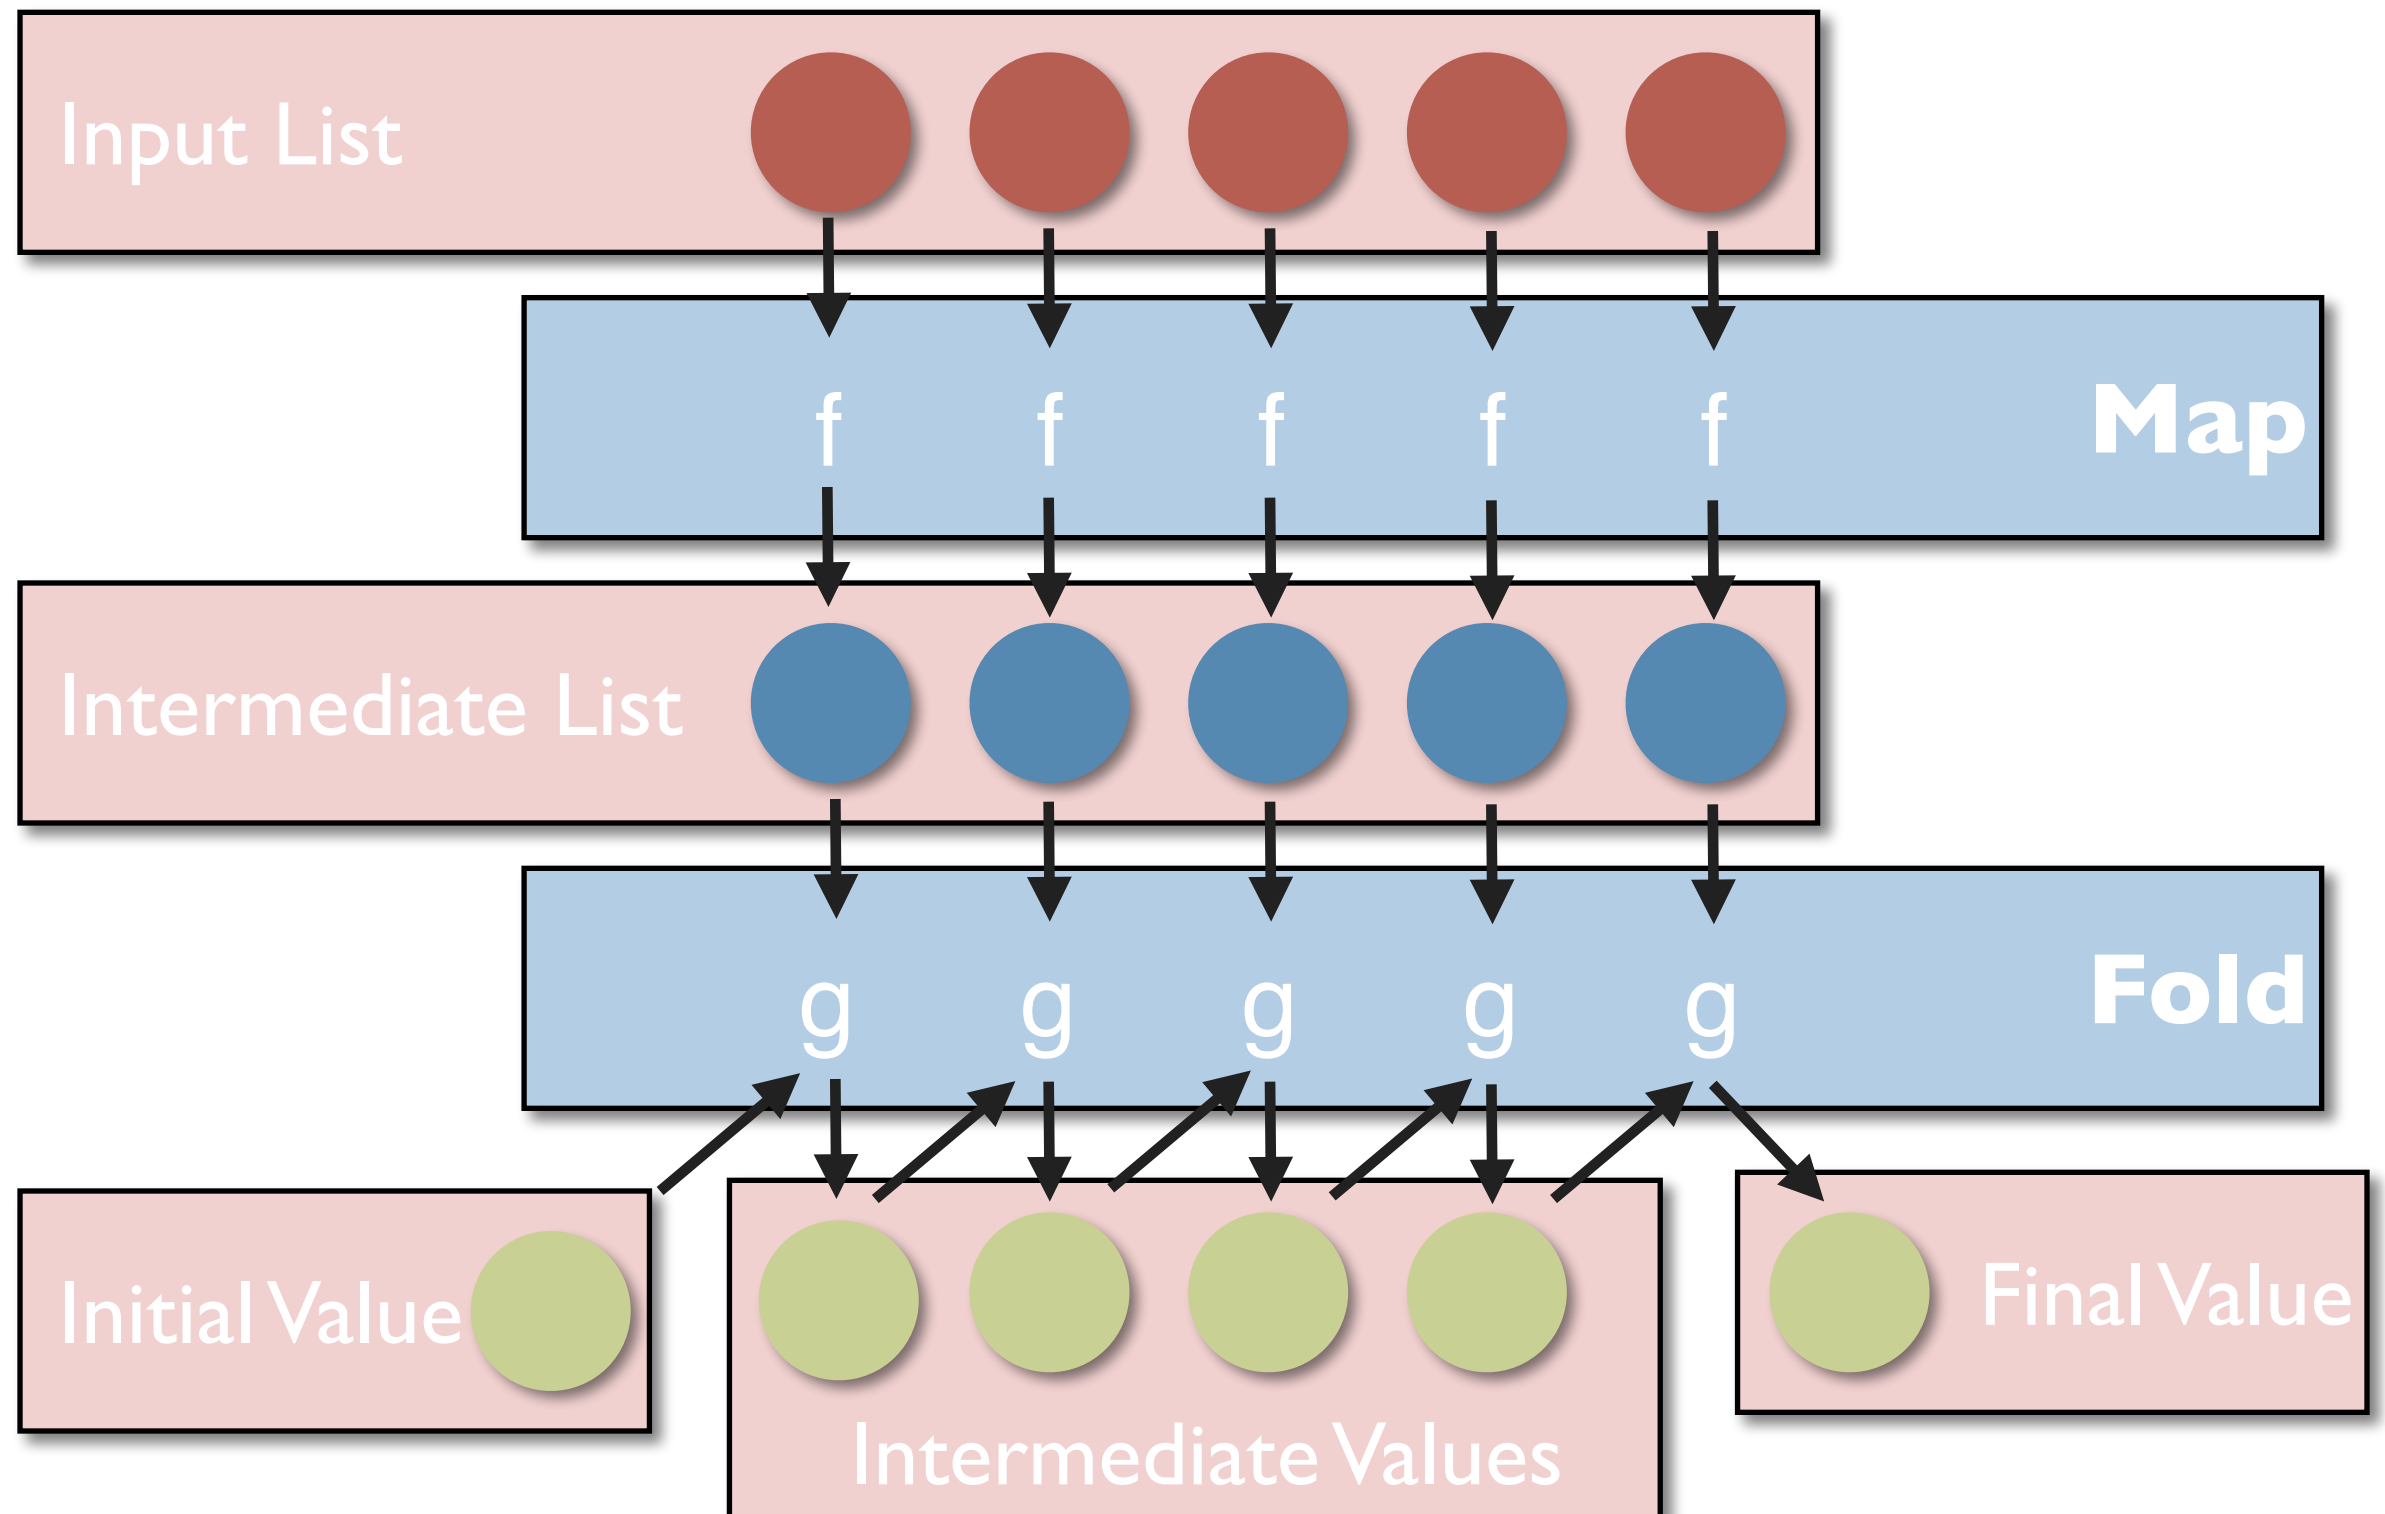 Input List
f f f f f Map
Intermediate List
g g g g g Fold
Initial Value
Final Value
Intermediate Values